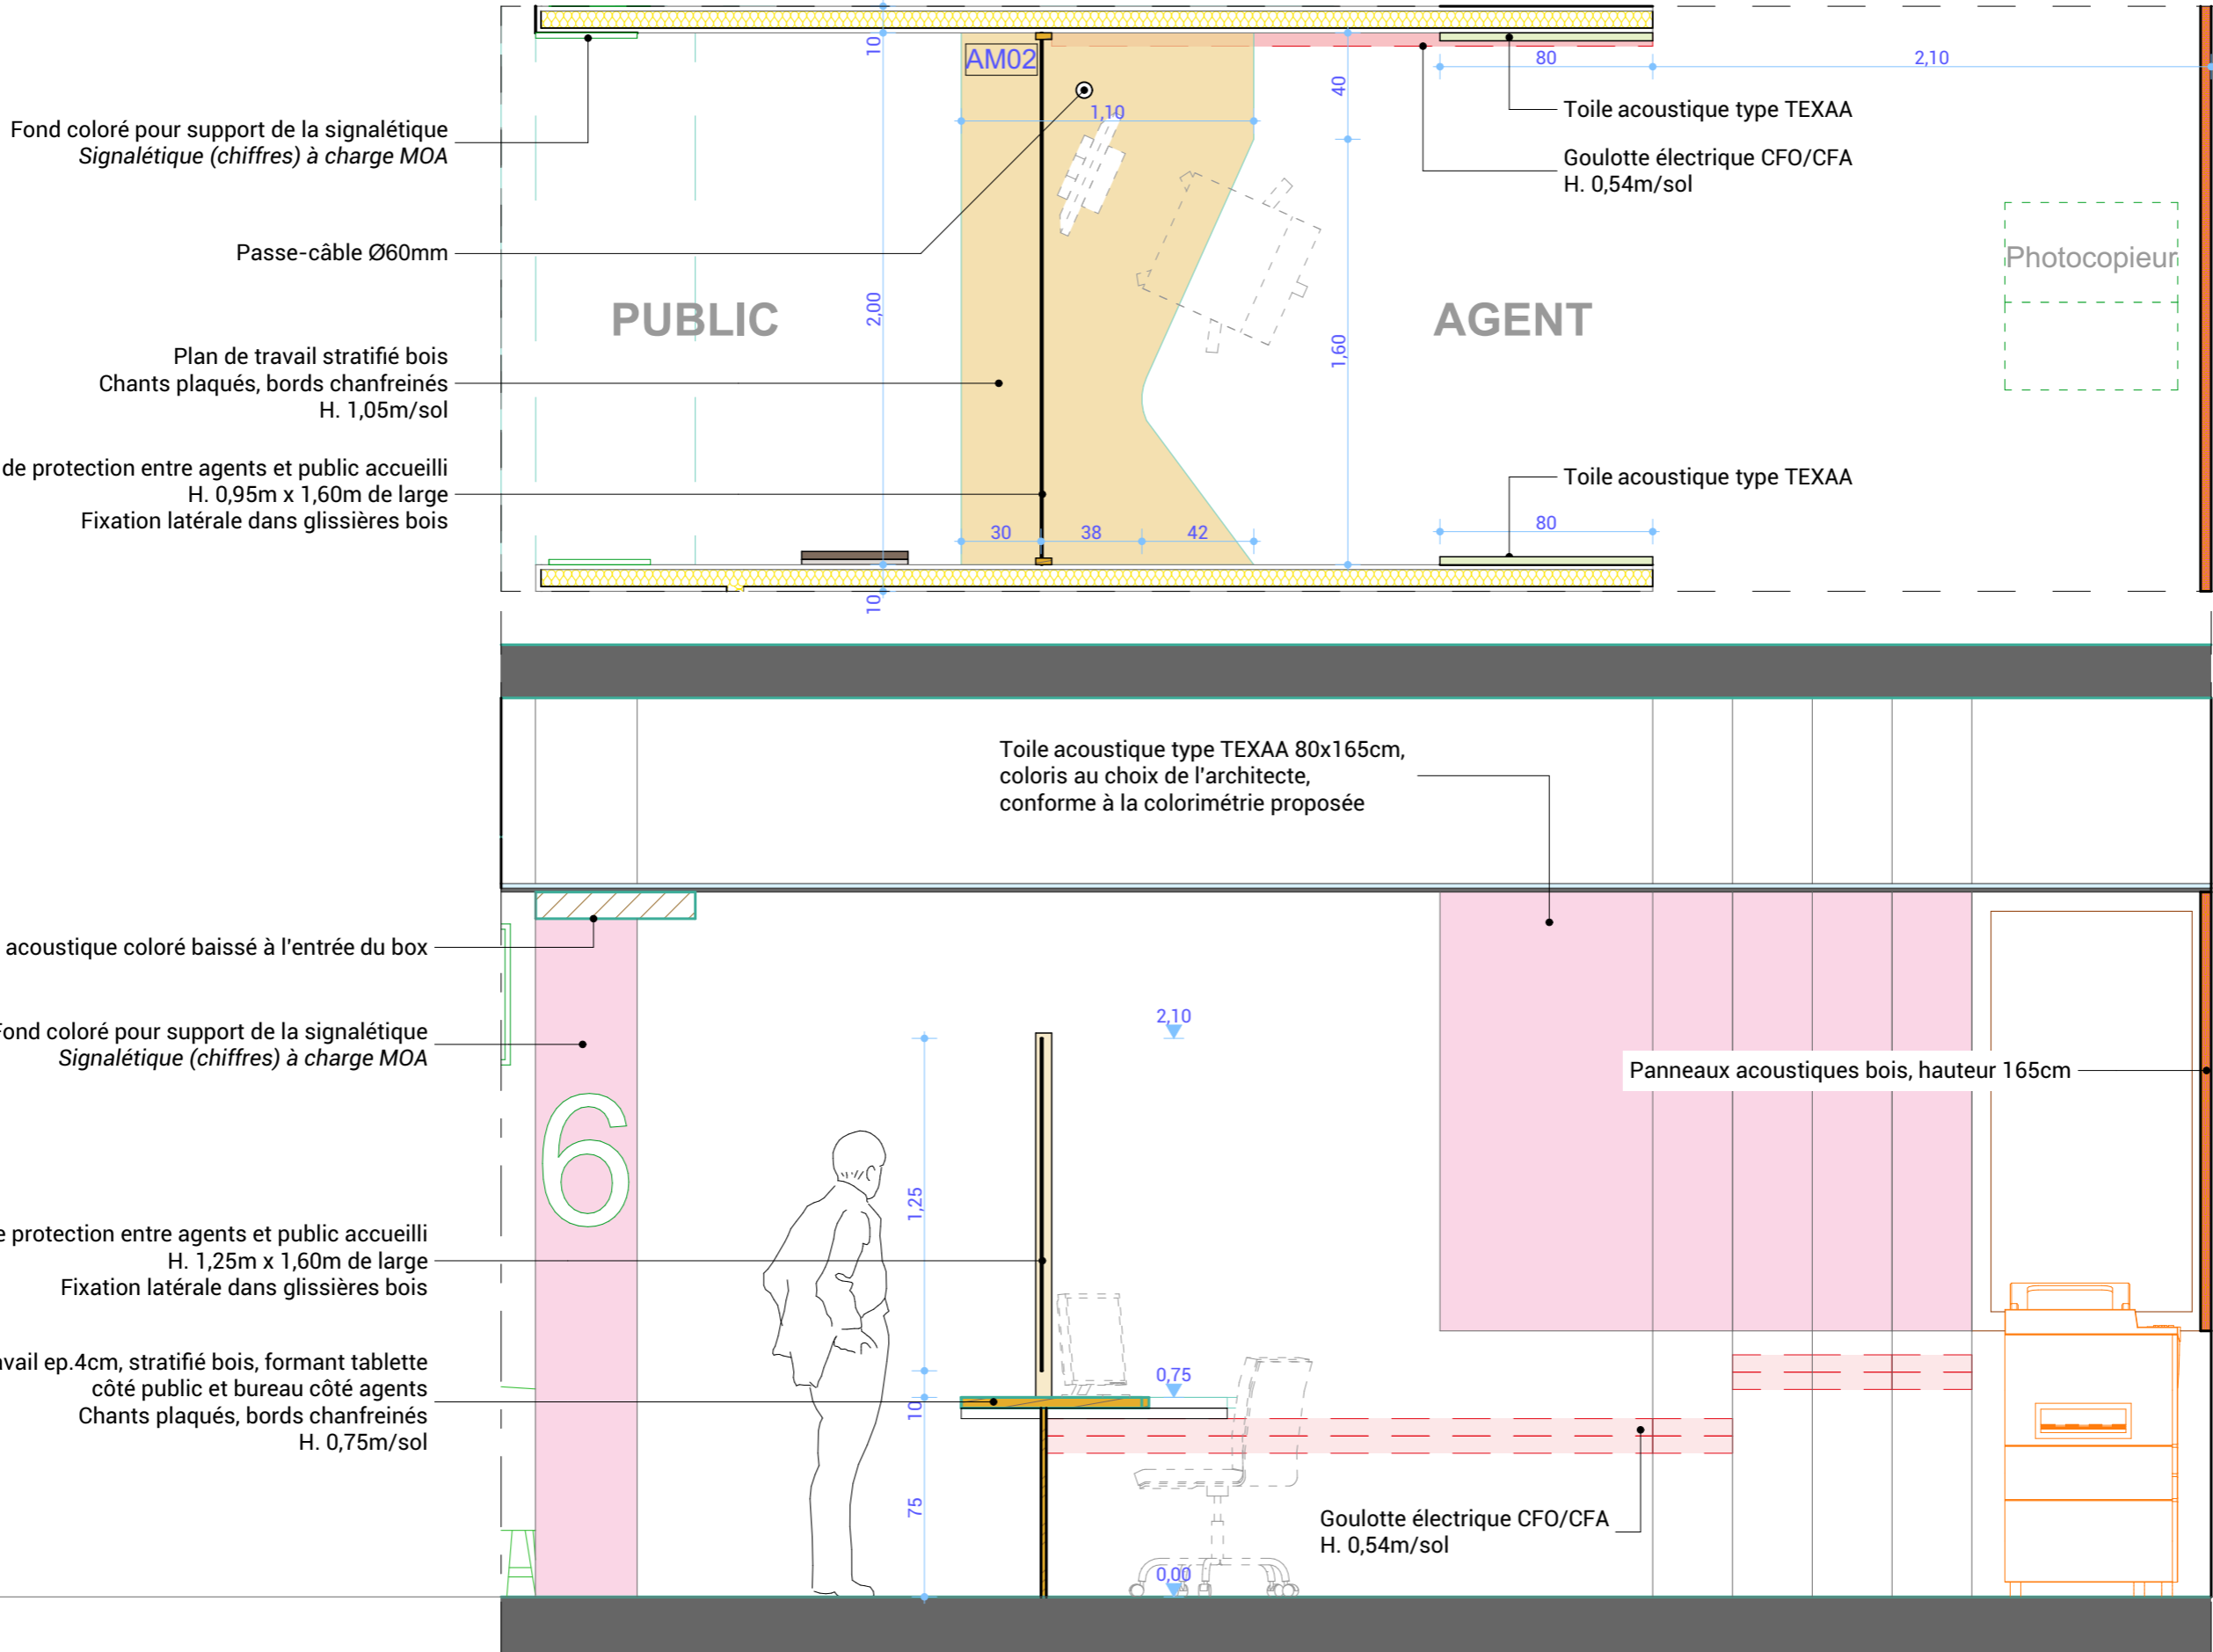 10
AM02
80
2,10
40
1,10
Fond coloré pour support de la signalétique
Signalétique (chiffres) à charge MOA
Toile acoustique type TEXAA
Goulotte électrique CFO/CFA
H. 0,54m/sol
Passe-câble Ø60mm
Photocopieur
PUBLIC
2,00
AGENT
1,60
Plan de travail stratifié bois
Chants plaqués, bords chanfreinés
H. 1,05m/sol
de protection entre agents et public accueilli
H. 0,95m x 1,60m de large
Fixation latérale dans glissières bois
Toile acoustique type TEXAA
30
38
42
80
10
Toile acoustique type TEXAA 80x165cm,
coloris au choix de l'architecte,
conforme à la colorimétrie proposée
acoustique coloré baissé à l'entrée du box
Fond coloré pour support de la signalétique
Signalétique (chiffres) à charge MOA
2,10
Panneaux acoustiques bois, hauteur 165cm
6
1,25
protection entre agents et public accueilli
H. 1,25m x 1,60m de large
Fixation latérale dans glissières bois
ep.4cm, stratifié bois, formant tablette
côté public et bureau côté agents
Chants plaqués, bords chanfreinés
H. 0,75m/sol
0,75
10
75
Goulotte électrique CFO/CFA
H. 0,54m/sol
0,00